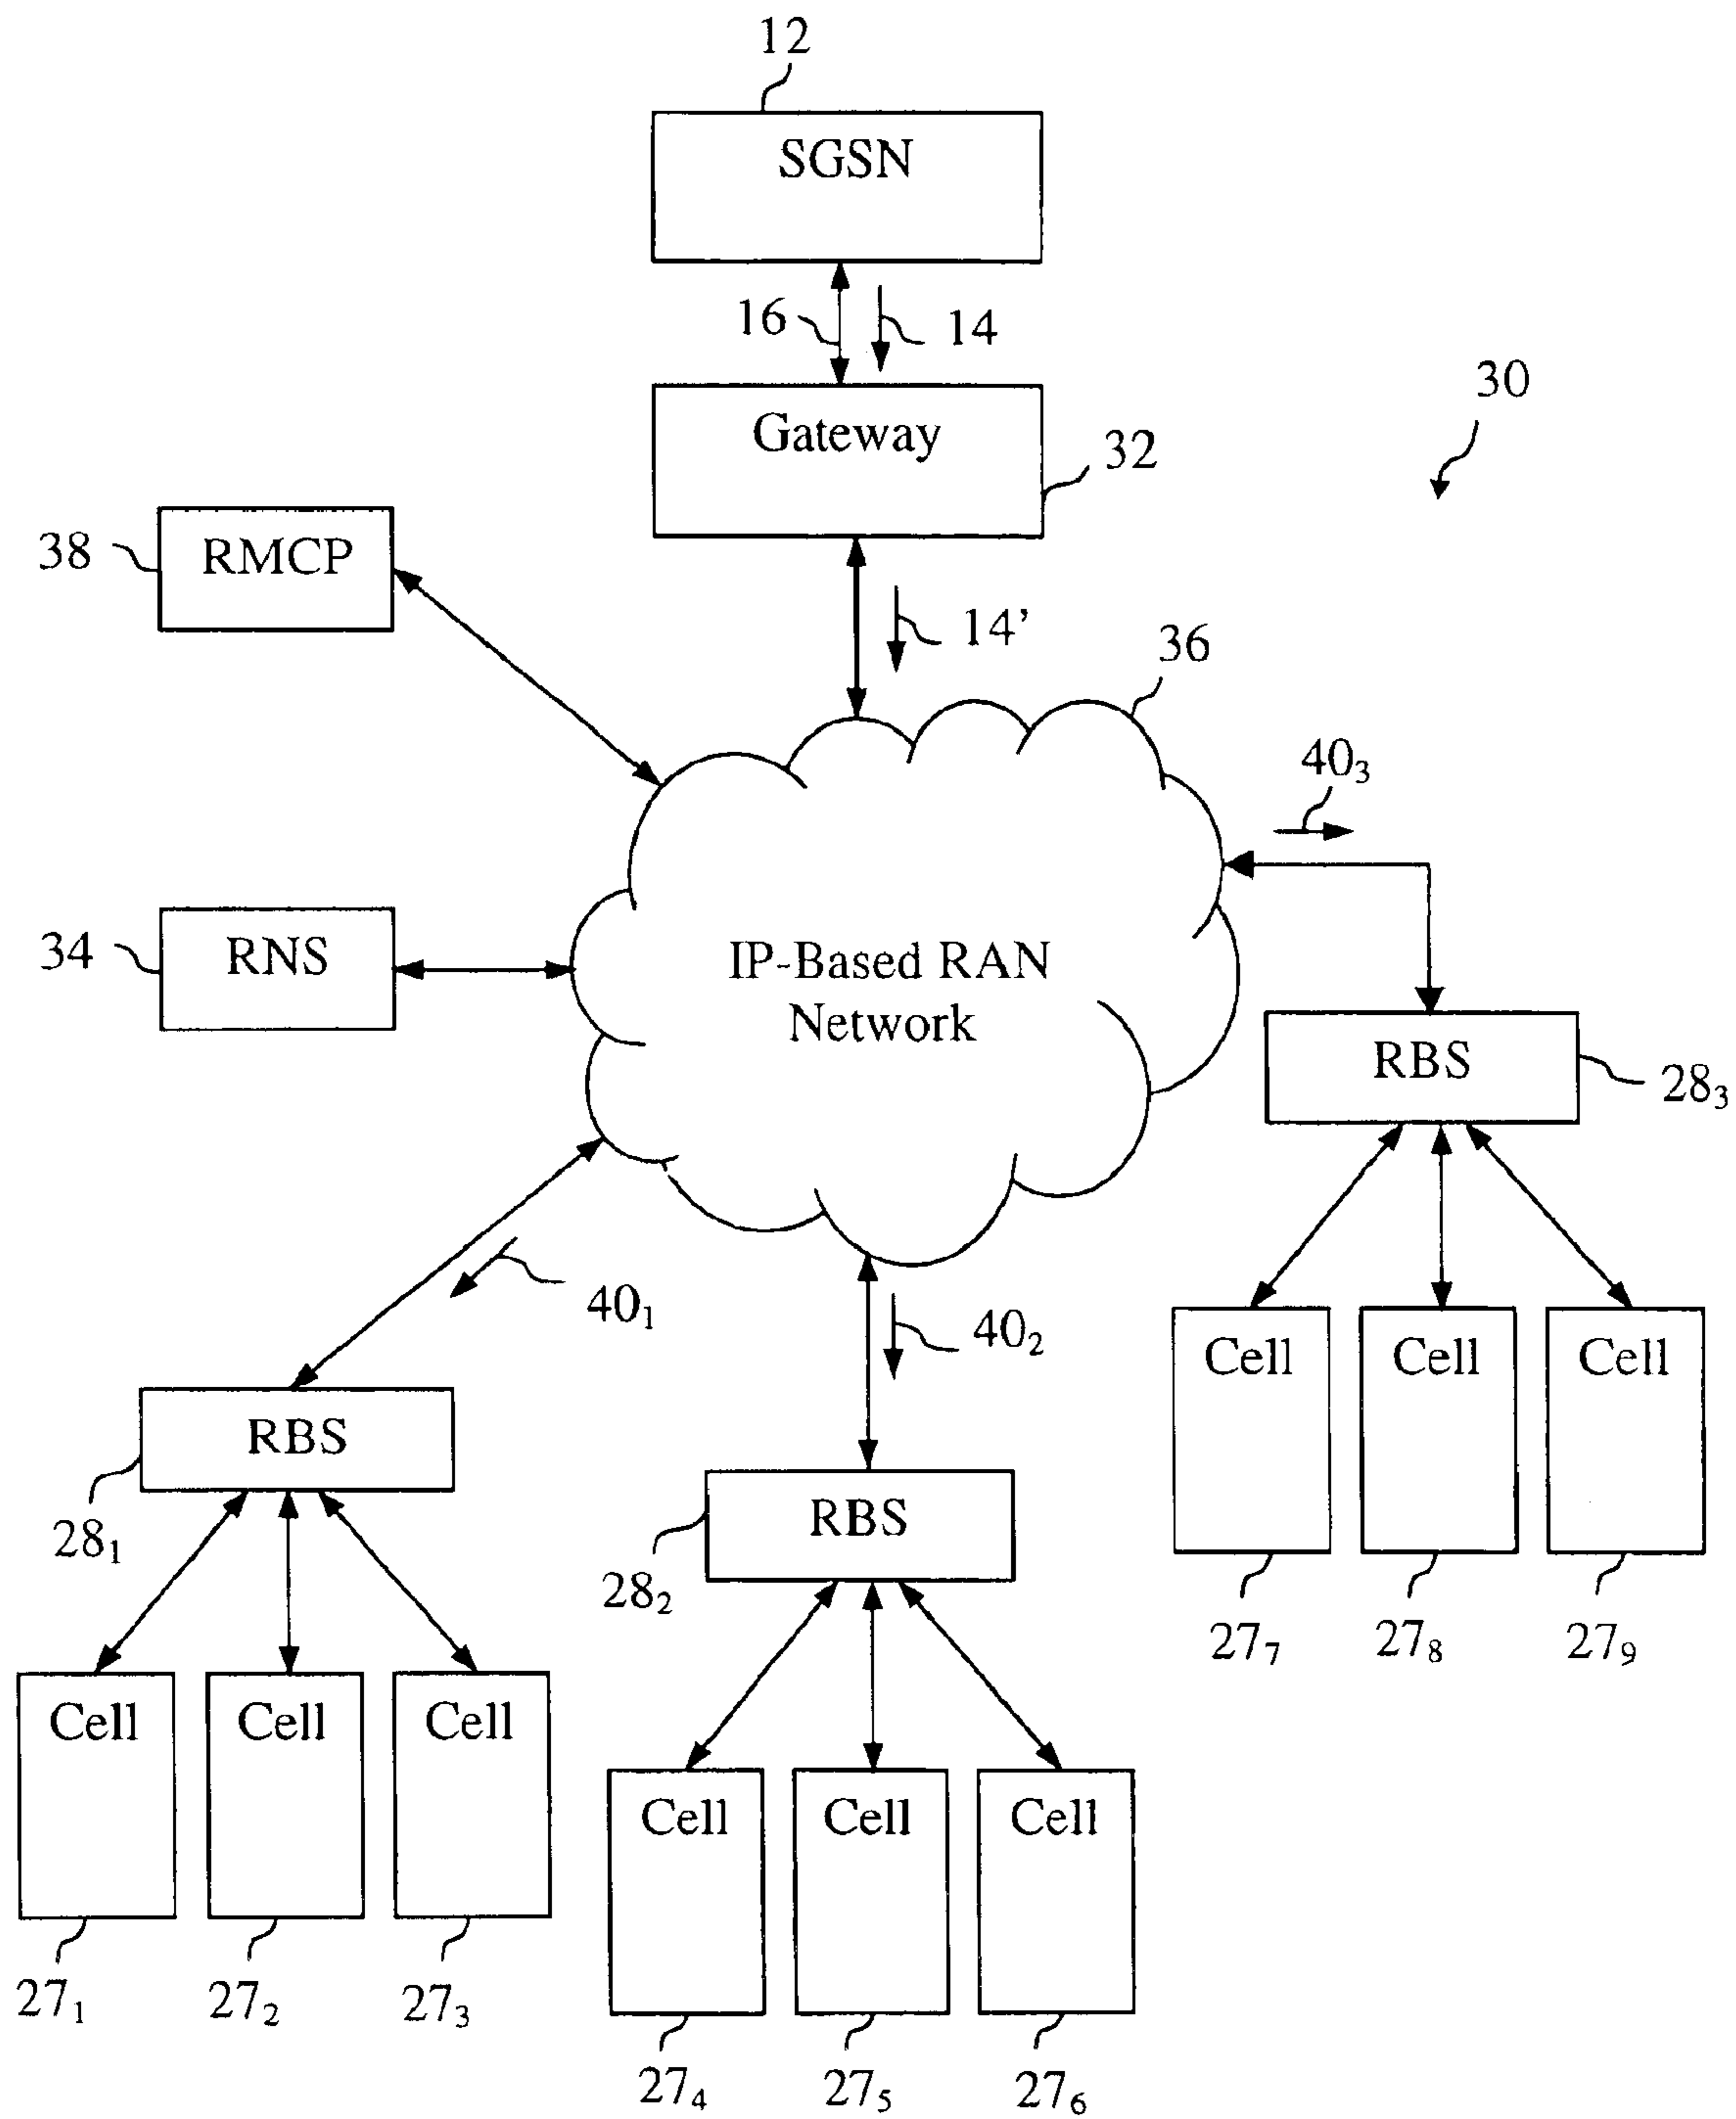 12
SGSN
16
14
30
Gateway
32
38
RMCP
14’
36
40₃
34
RNS
IP-Based RAN
Network
RBS
28₃
40₁
40₂
Cell
Cell
Cell
RBS
28₁
RBS
28₂
27₇
27₈
27₉
Cell
Cell
Cell
Cell
Cell
Cell
27₁
27₂
27₃
27₄
27₅
27₆